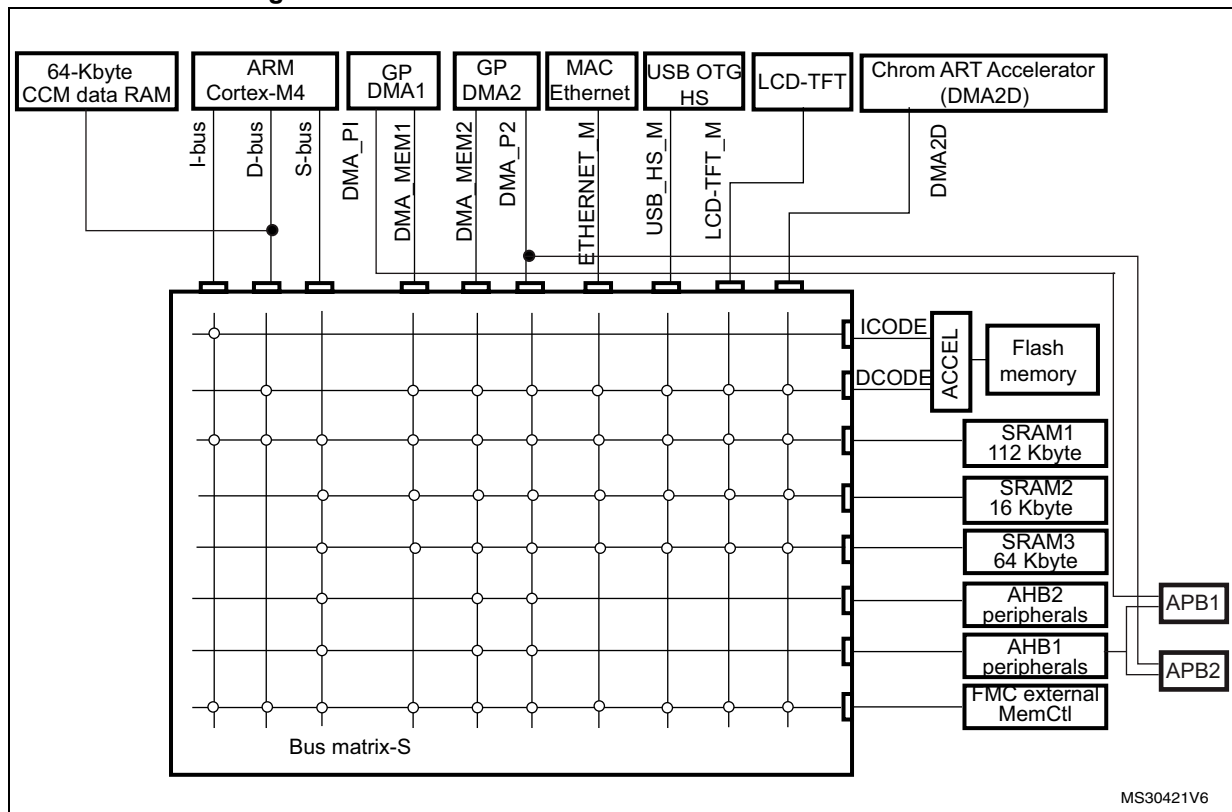 64-Kbyte
CCM data RAM
ARM
Cortex-M4
GP
DMA1
GP
DMA2
MAC
Ethernet
USB OTG
HS
LCD-TFT
Chrom ART Accelerator
(DMA2D)
I-bus
D-bus
S-bus
DMA_PI
DMA_MEM1
DMA_MEM2
DMA_P2
ETHERNET_M
USB_HS_M
LCD-TFT_M
DMA2D
ICODE
DCODE
ACCEL
Flash
memory
SRAM1
112 Kbyte
SRAM2
16 Kbyte
SRAM3
64 Kbyte
AHB2
peripherals
AHB1
peripherals
FMC external
MemCtl
APB1
APB2
Bus matrix-S
MS30421V6